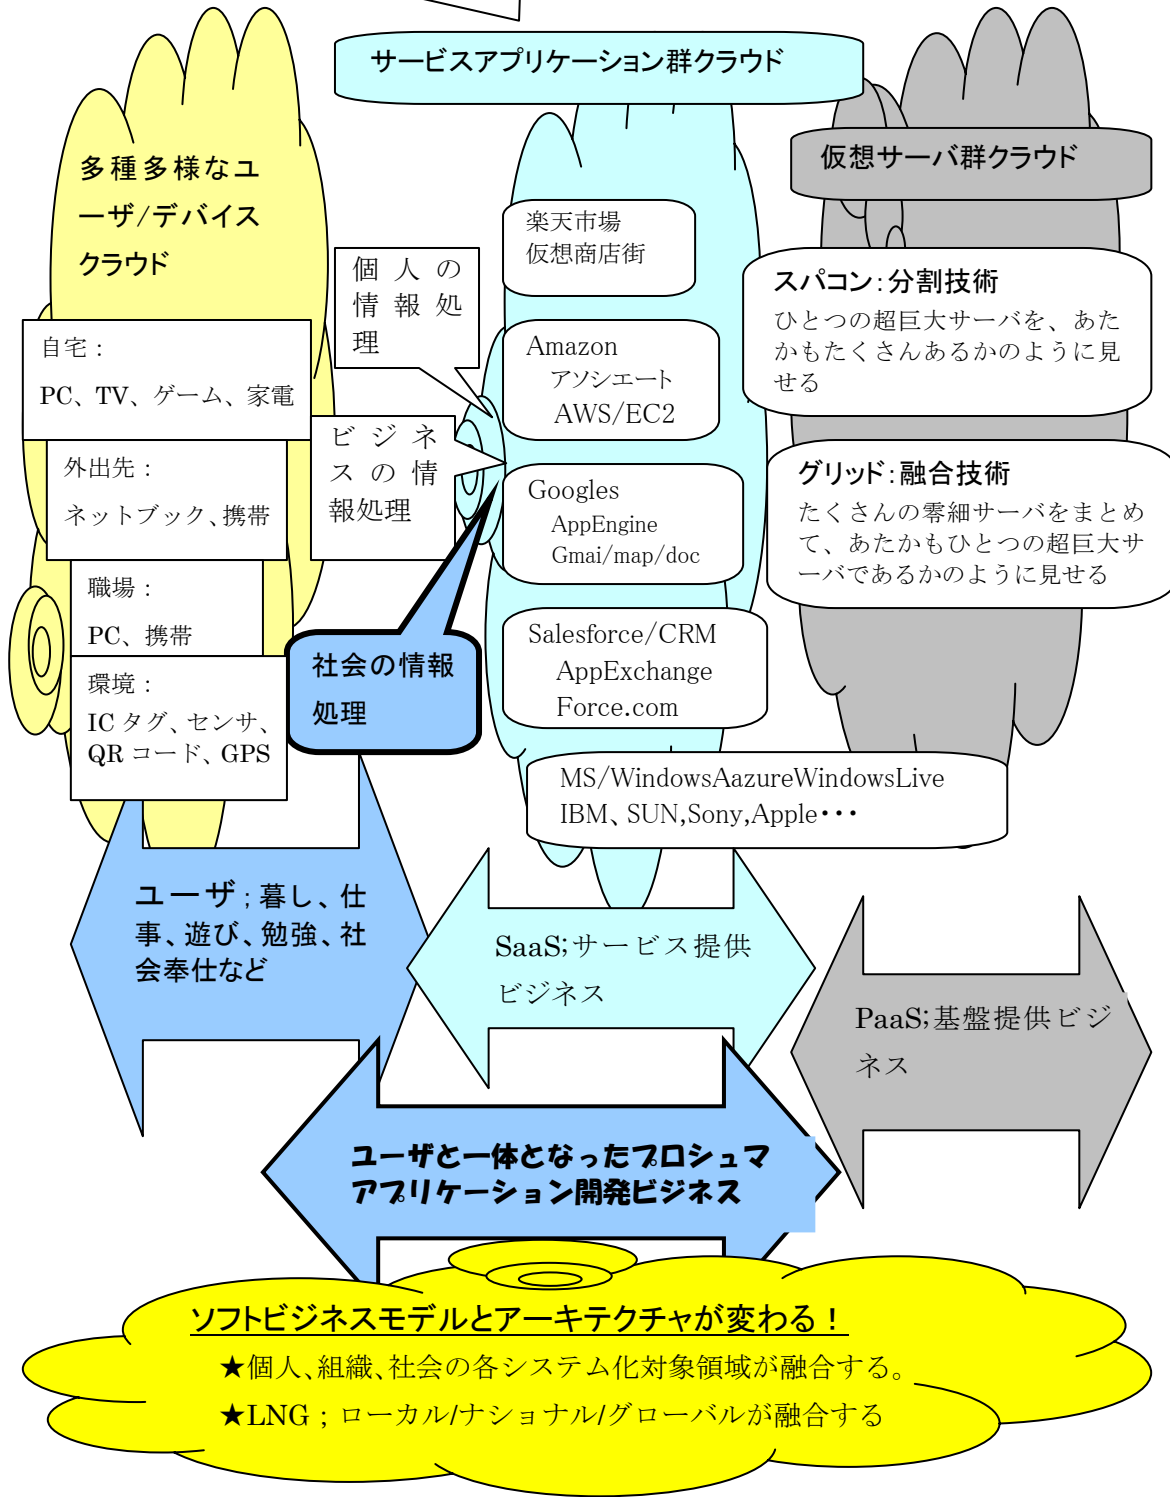 サービスアプリケーション群クラウド
多種多様なユ
ーザ/デバイス
クラウド
仮想サーバ群クラウド
楽天市場
仮想商店街
個人の
情報処
理
スパコン：分割技術
ひとつの超巨大サーバを、あた
かもたくさんあるかのように見
せる
自宅：
PC、TV、ゲーム、家電
Amazon
アソシエート
AWS/EC2
ビジネ
スの情
報処理
外出先：
ネットブック、携帯
Googles
AppEngine
Gmai/map/doc
グリッド：融合技術
たくさんの零細サーバをまとめ
て、あたかもひとつの超巨大サ
ーバであるかのように見せる
職場：
PC、携帯
社会の情報
処理
Salesforce/CRM
AppExchange
Force.com
環境：
ICタグ、センサ、
QRコード、GPS
MS/WindowsAazureWindowsLive
IBM、SUN,Sony,Apple・・・
ユーザ；暮し、仕
事、遊び、勉強、社
会奉仕など
SaaS;サービス提供
ビジネス
PaaS;基盤提供ビジ
ネス
ユーザと一体となったプロシュマ
アプリケーション開発ビジネス
ソフトビジネスモデルとアーキテクチャが変わる！
★個人、組織、社会の各システム化対象領域が融合する。
★LNG；ローカル/ナショナル/グローバルが融合する